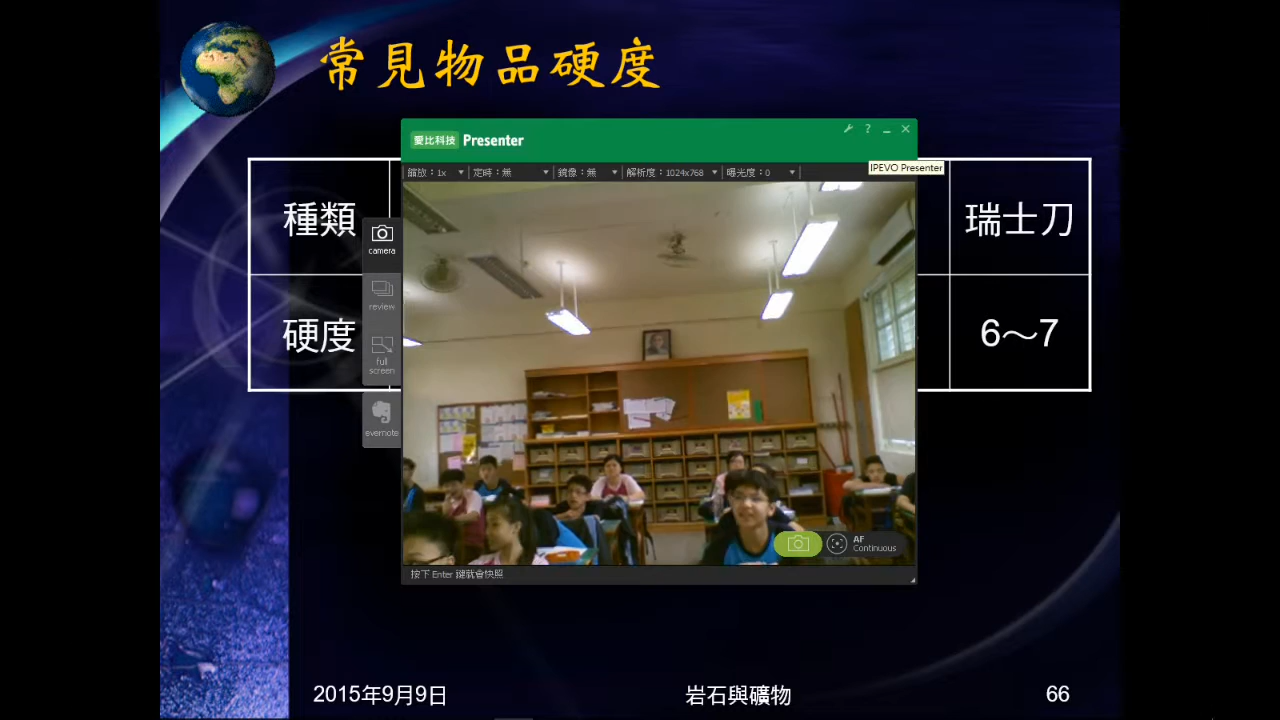 常見物品硬度
愛比科技 Presenter
IPEVO Presenter
縮放：1x 定時：無 鏡像：無 解析度：1024x768 曝光度：0
種類 瑞士刀
camera
review
硬度 6～7
full
screen
evernote
AF
Continuous
按下 Enter 鍵就會快照
2015年9月9日 岩石與礦物 66